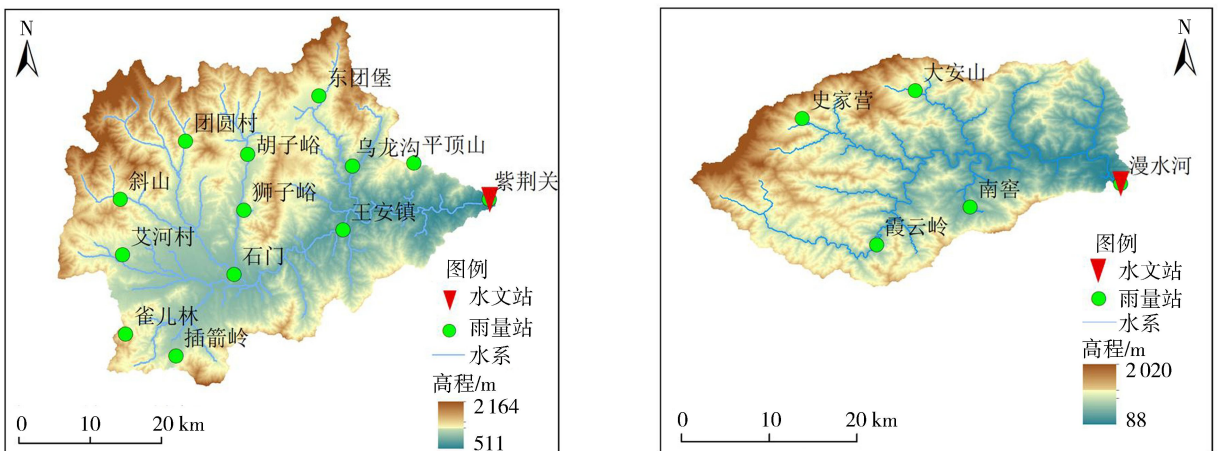 N
东团堡
团圆村
胡子峪
乌龙沟
平顶山
斜山
狮子峪
紫荆关
王安镇
艾河村
石门
雀儿林
插箭岭
图例
水文站
雨量站
水系
高程/m
2 164
511
0 10 20 km
N
大安山
史家营
漫水河
南窖
霞云岭
图例
水文站
雨量站
水系
高程/m
2 020
88
0 10 20 km